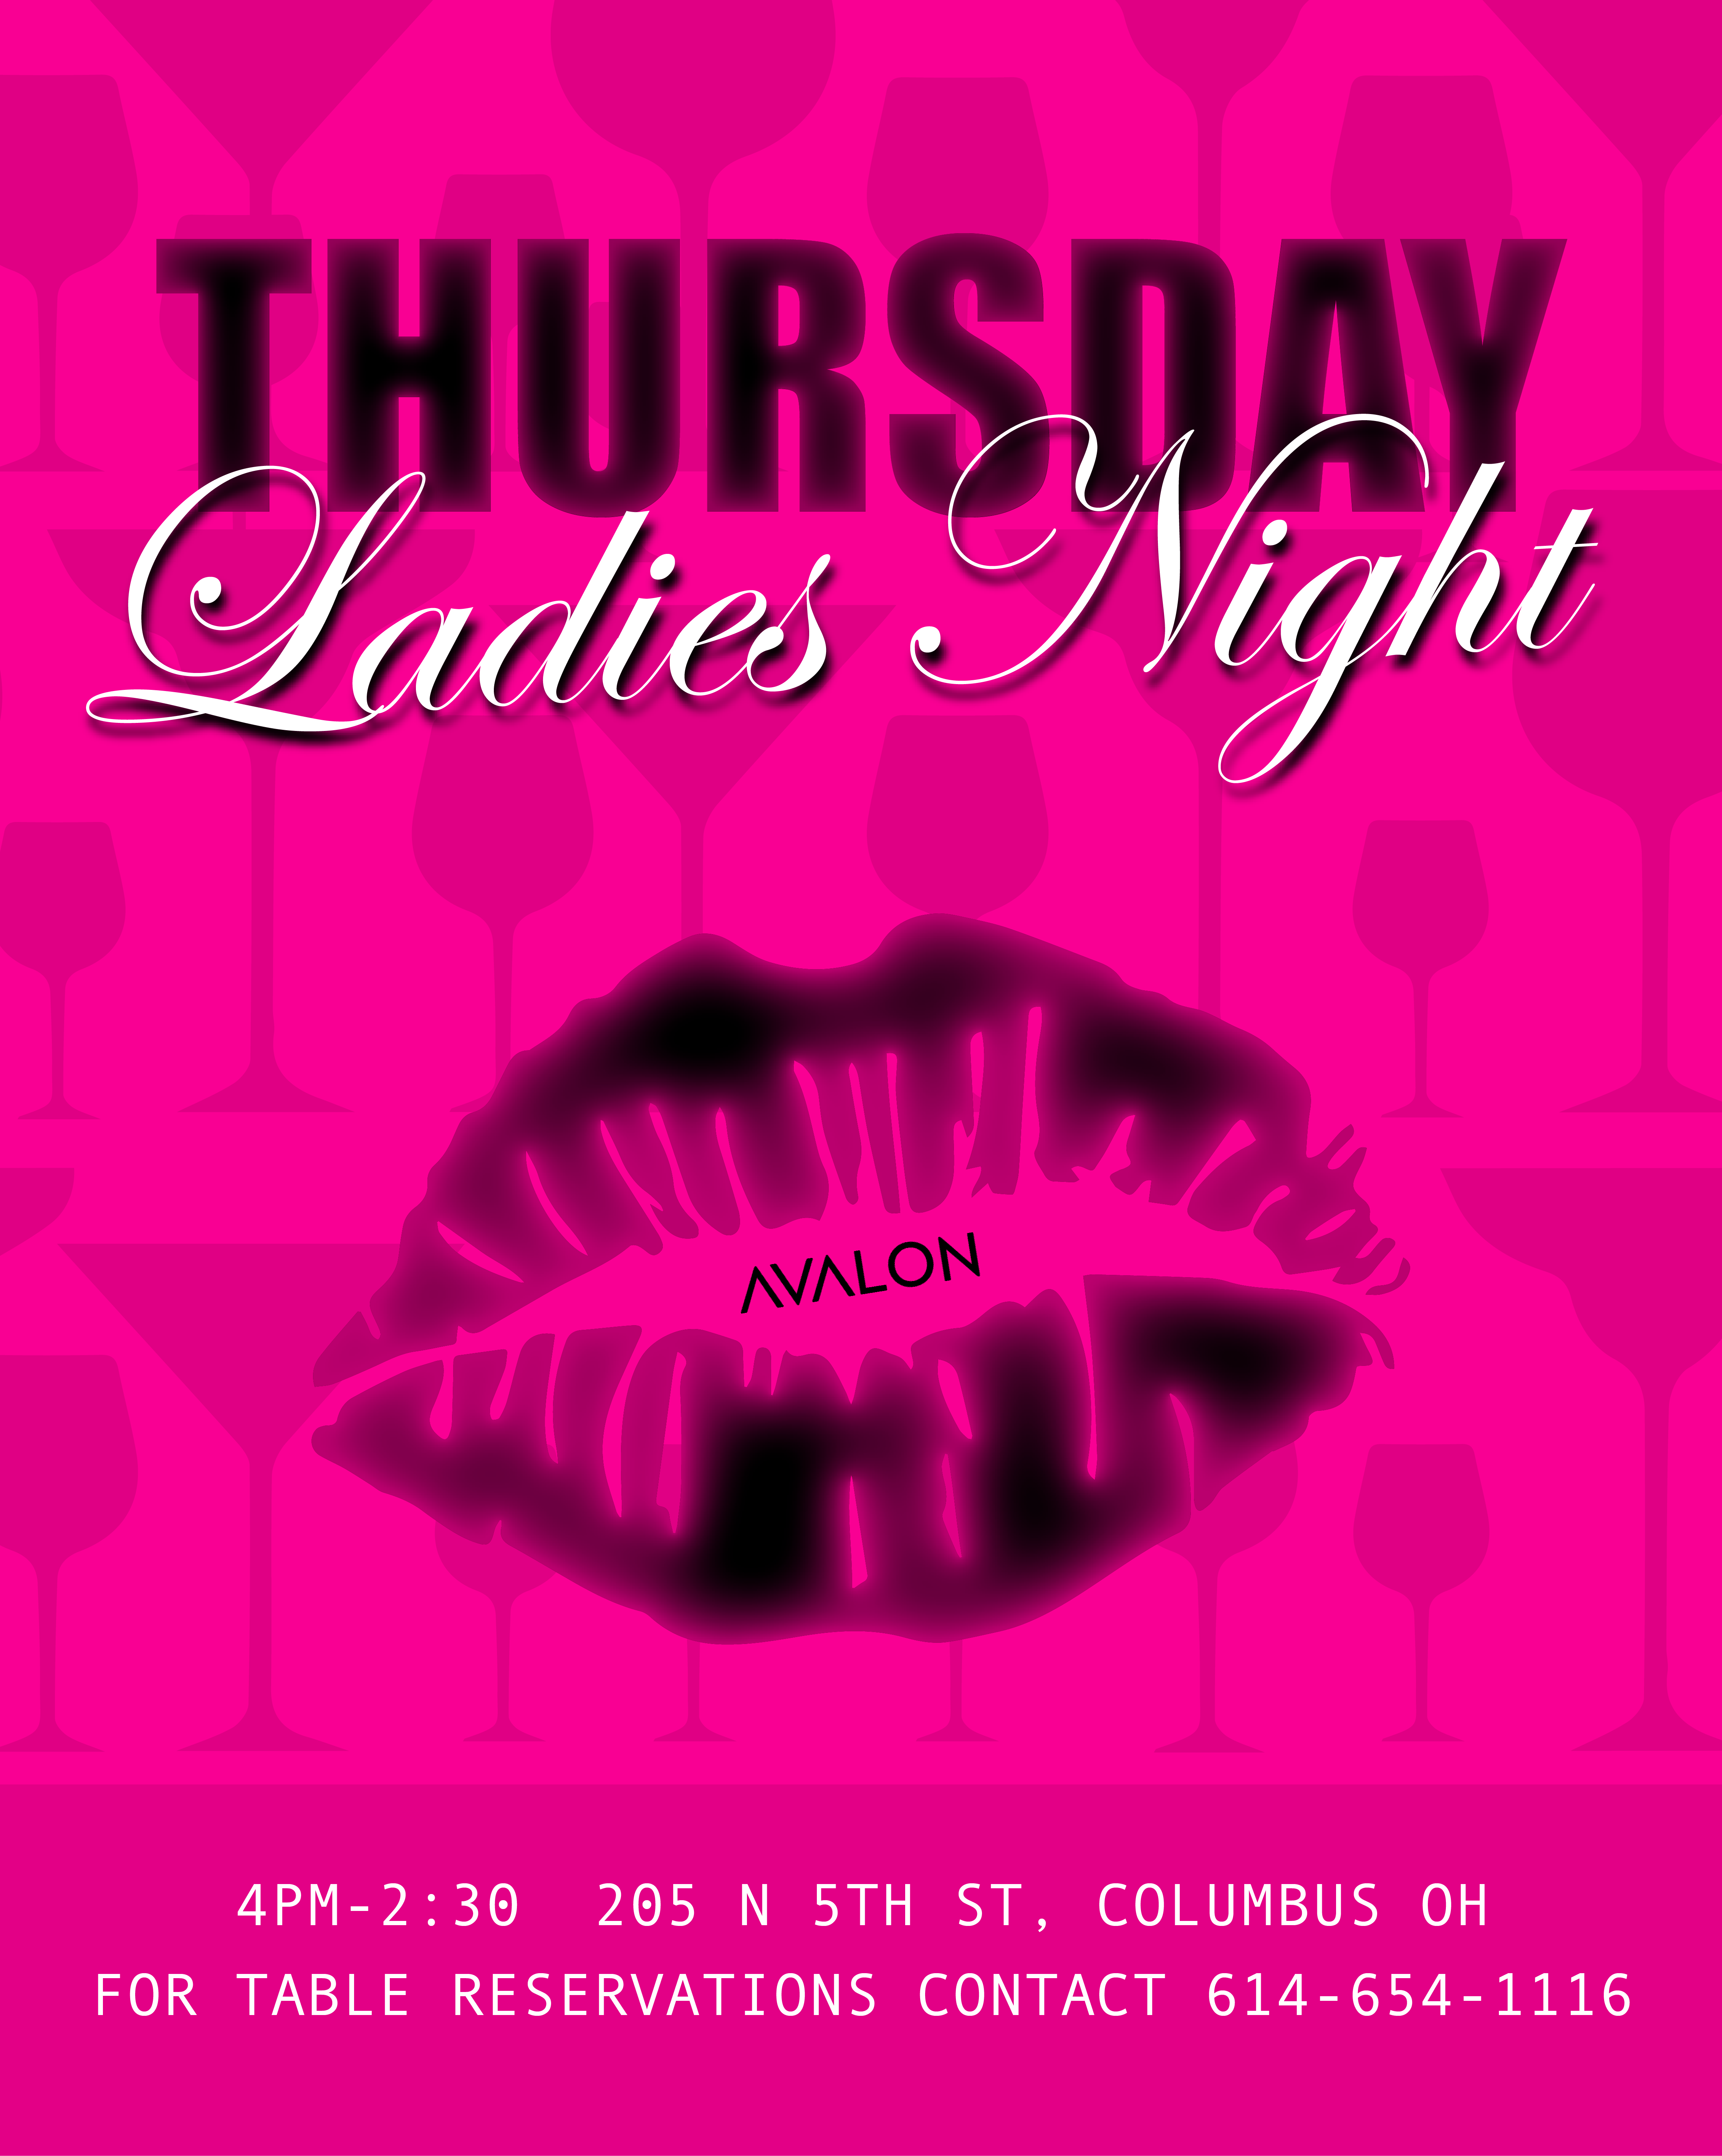 THURSDAY
Ladies Night
AVALON
4PM-2:30 205 N 5TH ST, COLUMBUS OH
FOR TABLE RESERVATIONS CONTACT 614-654-1116